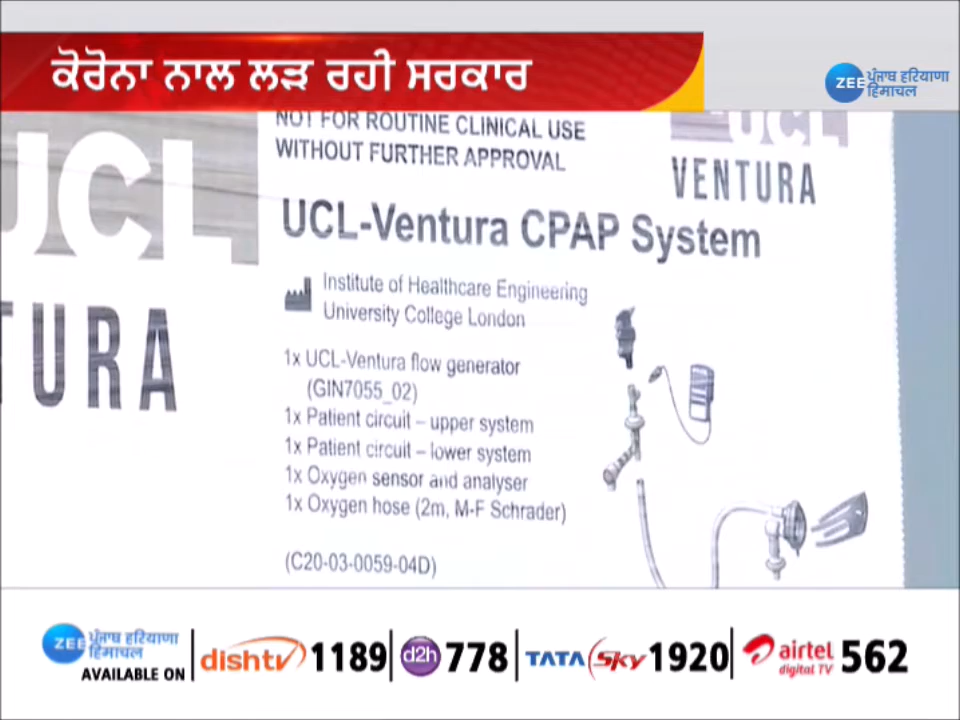 ਕੋਰੋਨਾ ਨਾਲ ਲੜ ਰਹੀ ਸਰਕਾਰ
ZEE ਪੰਜਾਬ ਹਰਿਆਣਾ
ਹਿਮਾਚਲ
NOT FOR ROUTINE CLINICAL USE
WITHOUT FURTHER APPROVAL
UCL
VENTURA
UCL
TURA
UCL-Ventura CPAP System
Institute of Healthcare Engineering
University College London
1x UCL-Ventura flow generator
(GIN7055_02)
1x Patient circuit – upper system
1x Patient circuit – lower system
1x Oxygen sensor and analyser
1x Oxygen hose (2m, M-F Schrader)
(C20-03-0059-04D)
ZEE ਪੰਜਾਬ ਹਰਿਆਣਾ
ਹਿਮਾਚਲ
AVAILABLE ON
dishtv 1189
d2h 778
TATA Sky 1920
airtel digital TV 562